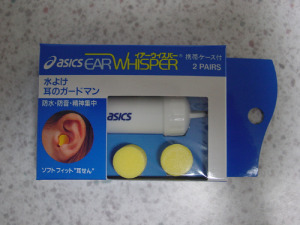 asics EAR WHISPER イアーウイスパー® 携帯ケース付
2 PAIRS
水よけ
耳のガードマン
防水・防音・精神集中
asics
ソフトフィット"耳せん"